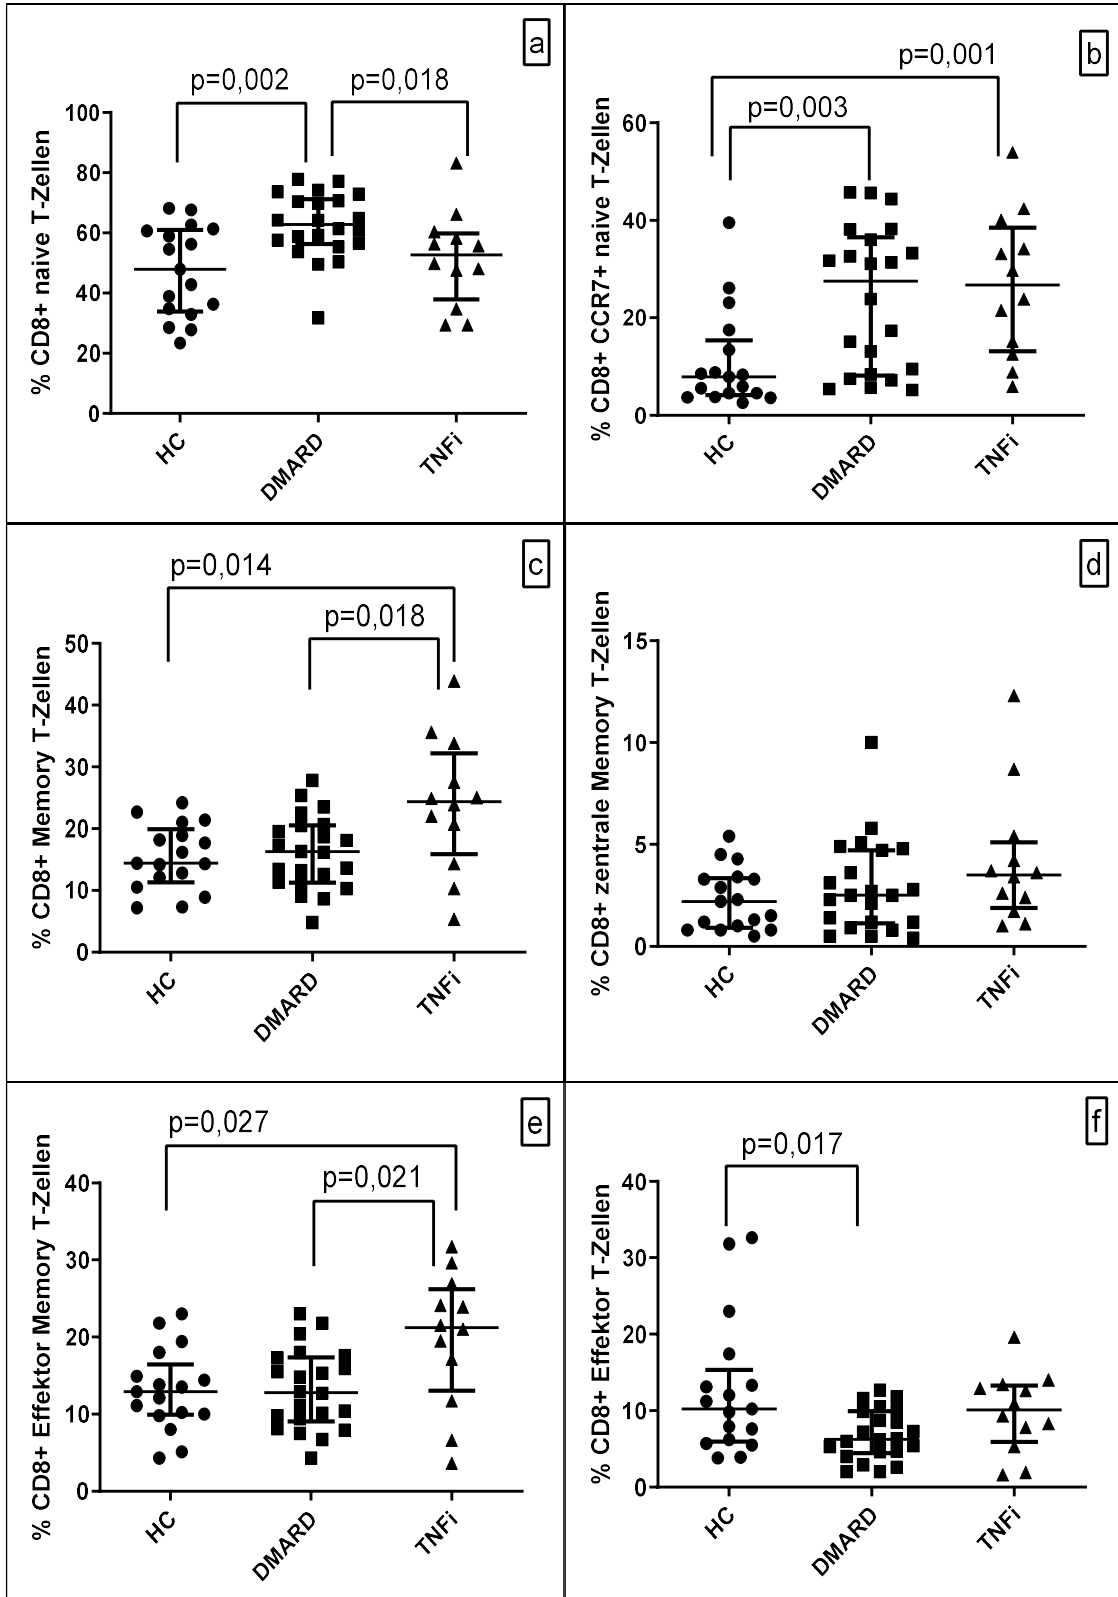 a
p=0,002
p=0,018
% CD8+ naive T-Zellen
100
80
60
40
20
0
HC
DMARD
TNFi
b
p=0,001
p=0,003
% CD8+ CCR7+ naive T-Zellen
60
40
20
0
HC
DMARD
TNFi
c
p=0,014
p=0,018
% CD8+ Memory T-Zellen
50
40
30
20
10
0
HC
DMARD
TNFi
d
% CD8+ zentrale Memory T-Zellen
15
10
5
0
HC
DMARD
TNFi
e
p=0,027
p=0,021
% CD8+ Effektor Memory T-Zellen
40
30
20
10
0
HC
DMARD
TNFi
f
p=0,017
% CD8+ Effektor T-Zellen
40
30
20
10
0
HC
DMARD
TNFi